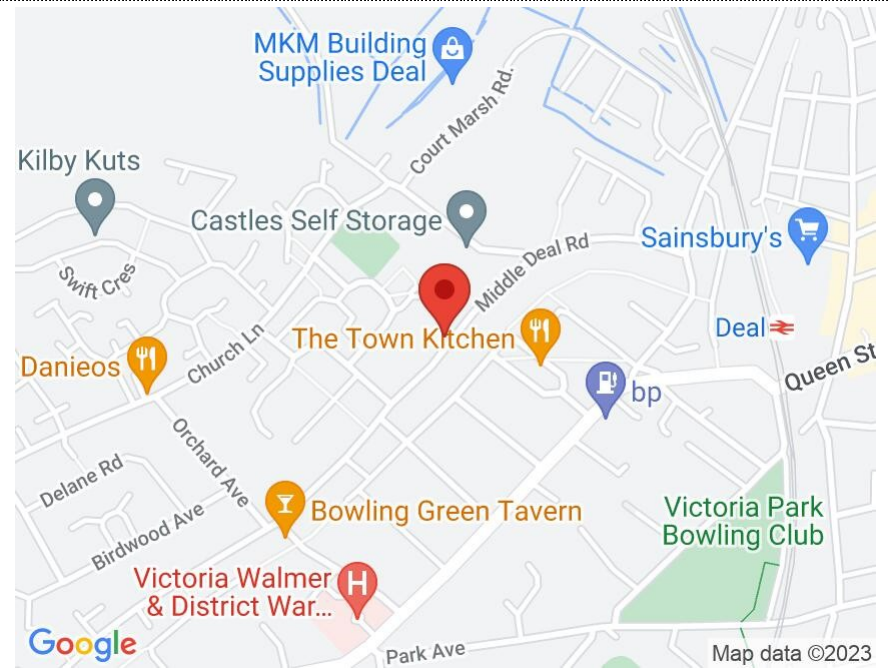 MKM Building
Supplies Deal
Court Marsh Rd.
Kilby Kuts
Castles Self Storage
Middle Deal Rd
Sainsbury's
Swift Cres
The Town Kitchen
Deal
Danieos
Church Ln
bp
Queen St
Orchard Ave
Delane Rd
Bowling Green Tavern
Victoria Park
Bowling Club
Birdwood Ave
Victoria Walmer
& District War...
H
Park Ave
Google
Map data ©2023